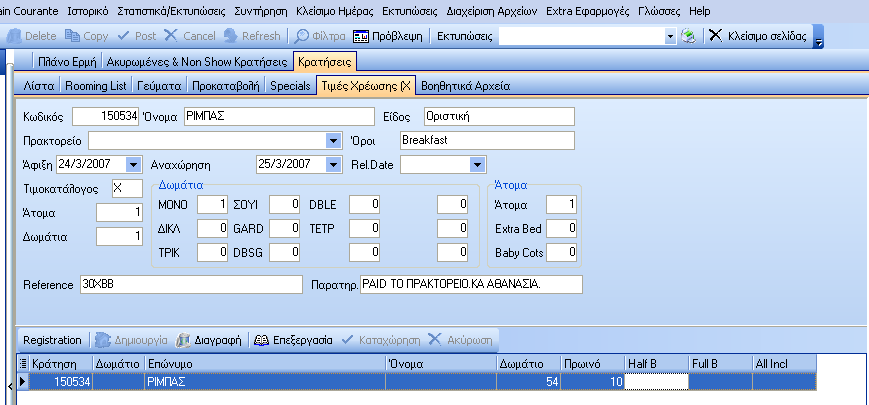 ain Courante Ιστορικό Στατιστικά/Εκτυπώσεις Συντήρηση Κλείσιμο Ημέρας Εκτυπώσεις Διαχείριση Αρχείων Extra Εφαρμογές Γλώσσες Help
Delete Copy Post Cancel Refresh Φίλτρα Πρόβλεψη Εκτυπώσεις Κλείσιμο σελίδας
Πλάνο Ερμή Ακυρωμένες & Non Show Κρατήσεις Κρατήσεις
Λίστα Rooming List Γεύματα Προκαταβολή Specials Τιμές Χρέωσης (Χ Βοηθητικά Αρχεία
Κωδικός 150534 Όνομα ΡΙΜΠΑΣ Είδος Οριστική
Πρακτορείο Όροι Breakfast
Άφιξη 24/3/2007 Αναχώρηση 25/3/2007 Rel.Date
Τιμοκατάλογος X Δωμάτια Άτομα
ΜΟΝΟ 1 ΣΟΥΙ 0 DBLE 0 0 Άτομα 1
Άτομα 1
ΔΙΚΛ 0 GARD 0 ΤΕΤΡ 0 0 Extra Bed 0
Δωμάτια 1
ΤΡΙΚ 0 DBSG 0 0 0 Baby Cots 0
Reference 30XBB Παρατηρ. PAID ΤΟ ΠΡΑΚΤΟΡΕΙΟ.ΚΑ ΑΘΑΝΑΣΙΑ.
Registration Δημιουργία Διαγραφή Επεξεργασία Καταχώρηση Ακύρωση
Κράτηση Δωμάτιο Επώνυμο Όνομα Δωμάτιο Πρωινό Half B Full B All Incl
150534 ΡΙΜΠΑΣ 54 10